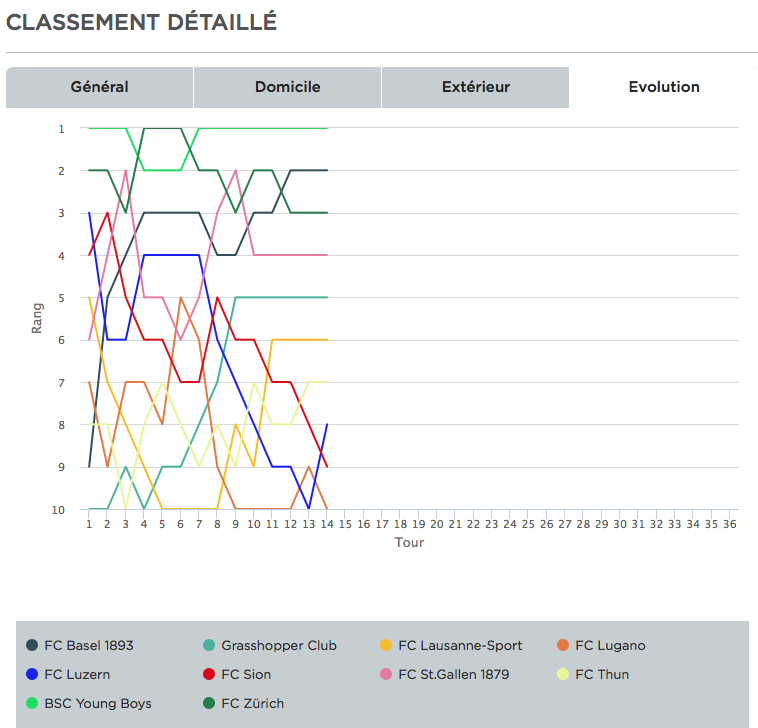 CLASSEMENT DÉTAILLÉ
Général Domicile Extérieur Evolution
1
2
3
4
5
6
7
8
9
10
Rang
1 2 3 4 5 6 7 8 9 10 11 12 13 14 15 16 17 18 19 20 21 22 23 24 25 26 27 28 29 30 31 32 33 34 35 36
Tour
FC Basel 1893 Grasshopper Club FC Lausanne-Sport FC Lugano
FC Luzern FC Sion FC St.Gallen 1879 FC Thun
BSC Young Boys FC Zürich